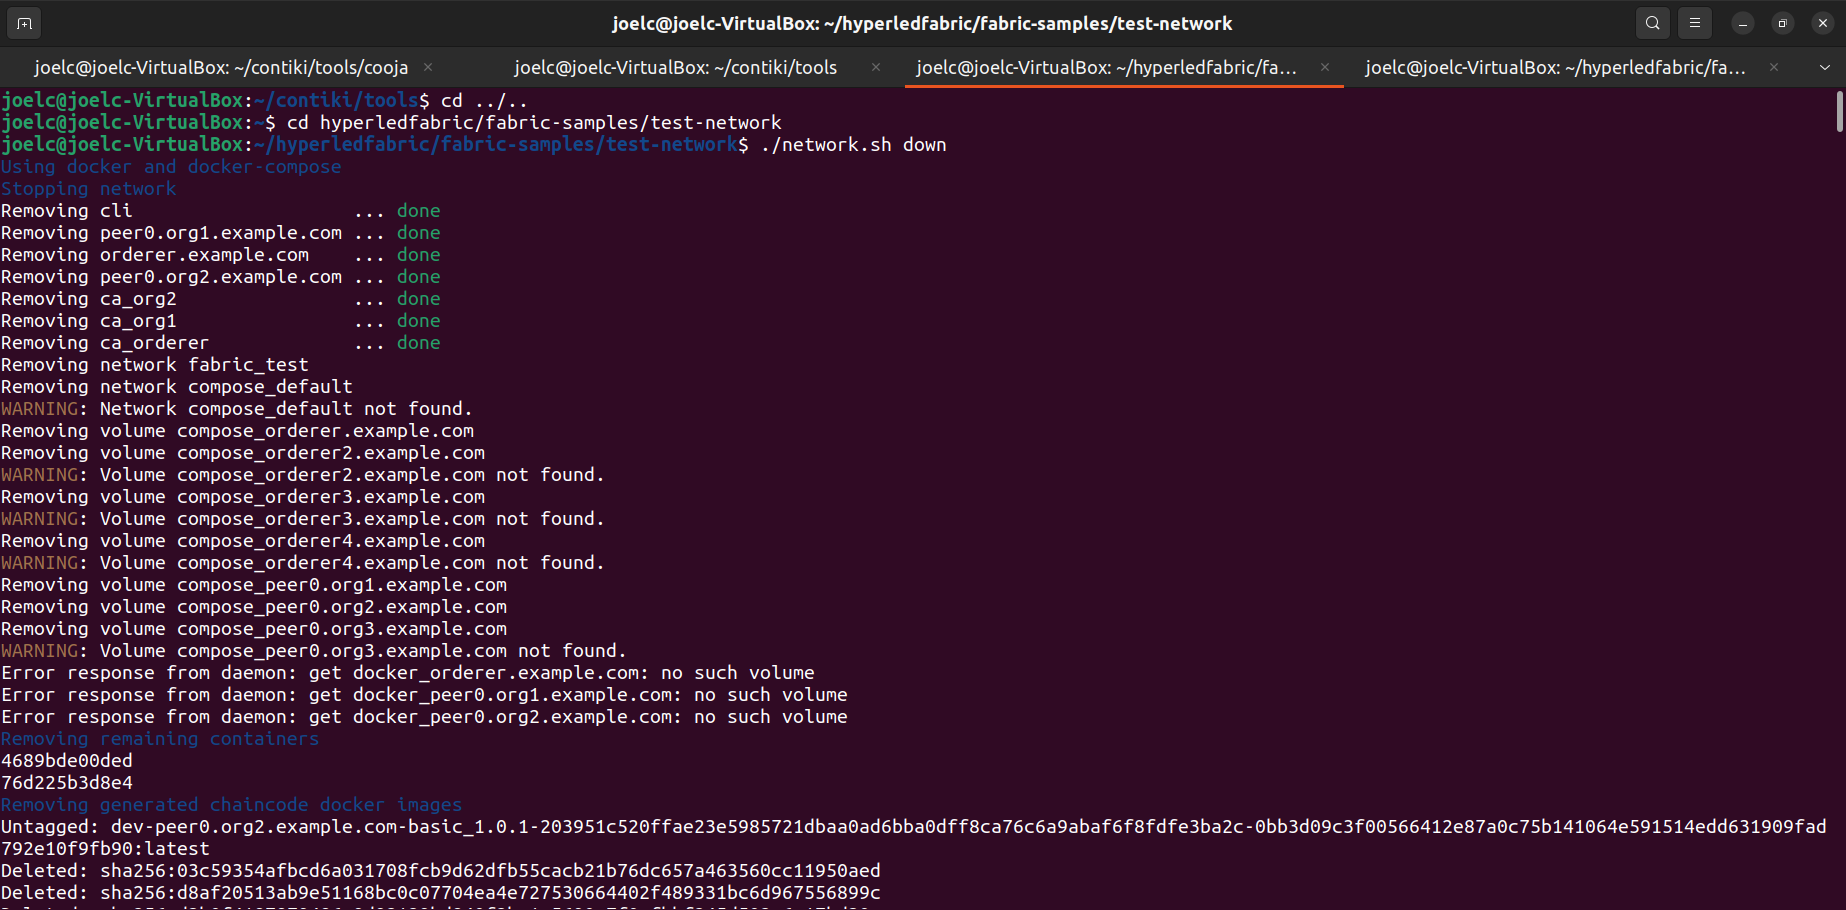 joelc@joelc-VirtualBox: ~/hyperledfabric/fabric-samples/test-network
joelc@joelc-VirtualBox: ~/contiki/tools/cooja × joelc@joelc-VirtualBox: ~/contiki/tools × joelc@joelc-VirtualBox: ~/hyperledfabric/fa... × joelc@joelc-VirtualBox: ~/hyperledfabric/fa... ×
joelc@joelc-VirtualBox:~/contiki/tools$ cd ../..
joelc@joelc-VirtualBox:~$ cd hyperledfabric/fabric-samples/test-network
joelc@joelc-VirtualBox:~/hyperledfabric/fabric-samples/test-network$ ./network.sh down
Using docker and docker-compose
Stopping network
Removing cli                    ... done
Removing peer0.org1.example.com ... done
Removing orderer.example.com    ... done
Removing peer0.org2.example.com ... done
Removing ca_org2                ... done
Removing ca_org1                ... done
Removing ca_orderer             ... done
Removing network fabric_test
Removing network compose_default
WARNING: Network compose_default not found.
Removing volume compose_orderer.example.com
Removing volume compose_orderer2.example.com
WARNING: Volume compose_orderer2.example.com not found.
Removing volume compose_orderer3.example.com
WARNING: Volume compose_orderer3.example.com not found.
Removing volume compose_orderer4.example.com
WARNING: Volume compose_orderer4.example.com not found.
Removing volume compose_peer0.org1.example.com
Removing volume compose_peer0.org2.example.com
Removing volume compose_peer0.org3.example.com
WARNING: Volume compose_peer0.org3.example.com not found.
Error response from daemon: get docker_orderer.example.com: no such volume
Error response from daemon: get docker_peer0.org1.example.com: no such volume
Error response from daemon: get docker_peer0.org2.example.com: no such volume
Removing remaining containers
4689bde00ded
76d225b3d8e4
Removing generated chaincode docker images
Untagged: dev-peer0.org2.example.com-basic_1.0.1-203951c520ffae23e5985721dbaa0ad6bba0dff8ca76c6a9abaf6f8fdfe3ba2c-0bb3d09c3f00566412e87a0c75b141064e591514edd631909fad
792e10f9fb90:latest
Deleted: sha256:03c59354afbcd6a031708fcb9d62dfb55cacb21b76dc657a463560cc11950aed
Deleted: sha256:d8af20513ab9e51168bc0c07704ea4e727530664402f489331bc6d967556899c